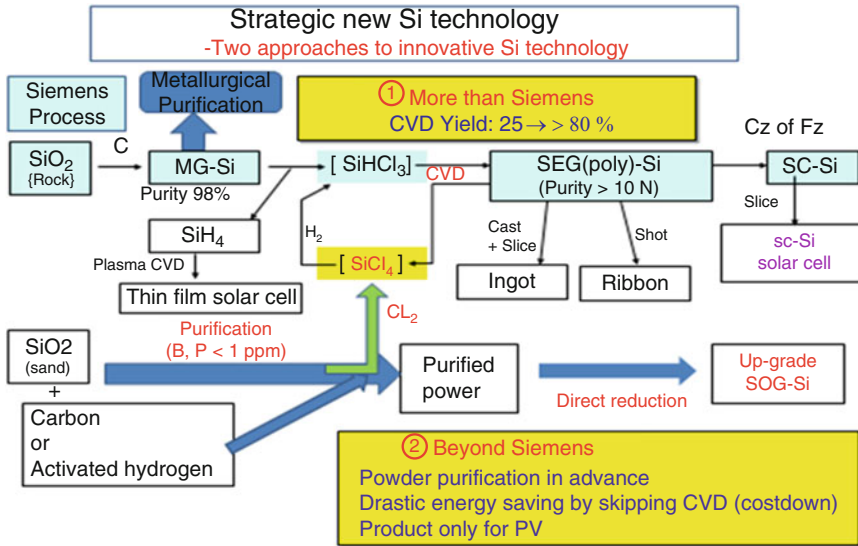 Strategic new Si technology
-Two approaches to innovative Si technology
Siemens
Process
Metallurgical
Purification
① More than Siemens
CVD Yield: 25 → > 80 %
SiO₂
{Rock}
C
MG-Si
Purity 98%
[ SiHCl₃]
CVD
SEG(poly)-Si
(Purity > 10 N)
Cz of Fz
SC-Si
Slice
sc-Si
solar cell
SiH₄
Plasma CVD
Thin film solar cell
H₂
[ SiCl₄ ]
Cast
+ Slice
Shot
Ingot
Ribbon
CL₂
Purification
(B, P < 1 ppm)
SiO2
(sand)
+
Carbon
or
Activated hydrogen
Purified
power
Direct reduction
Up-grade
SOG-Si
② Beyond Siemens
Powder purification in advance
Drastic energy saving by skipping CVD (costdown)
Product only for PV